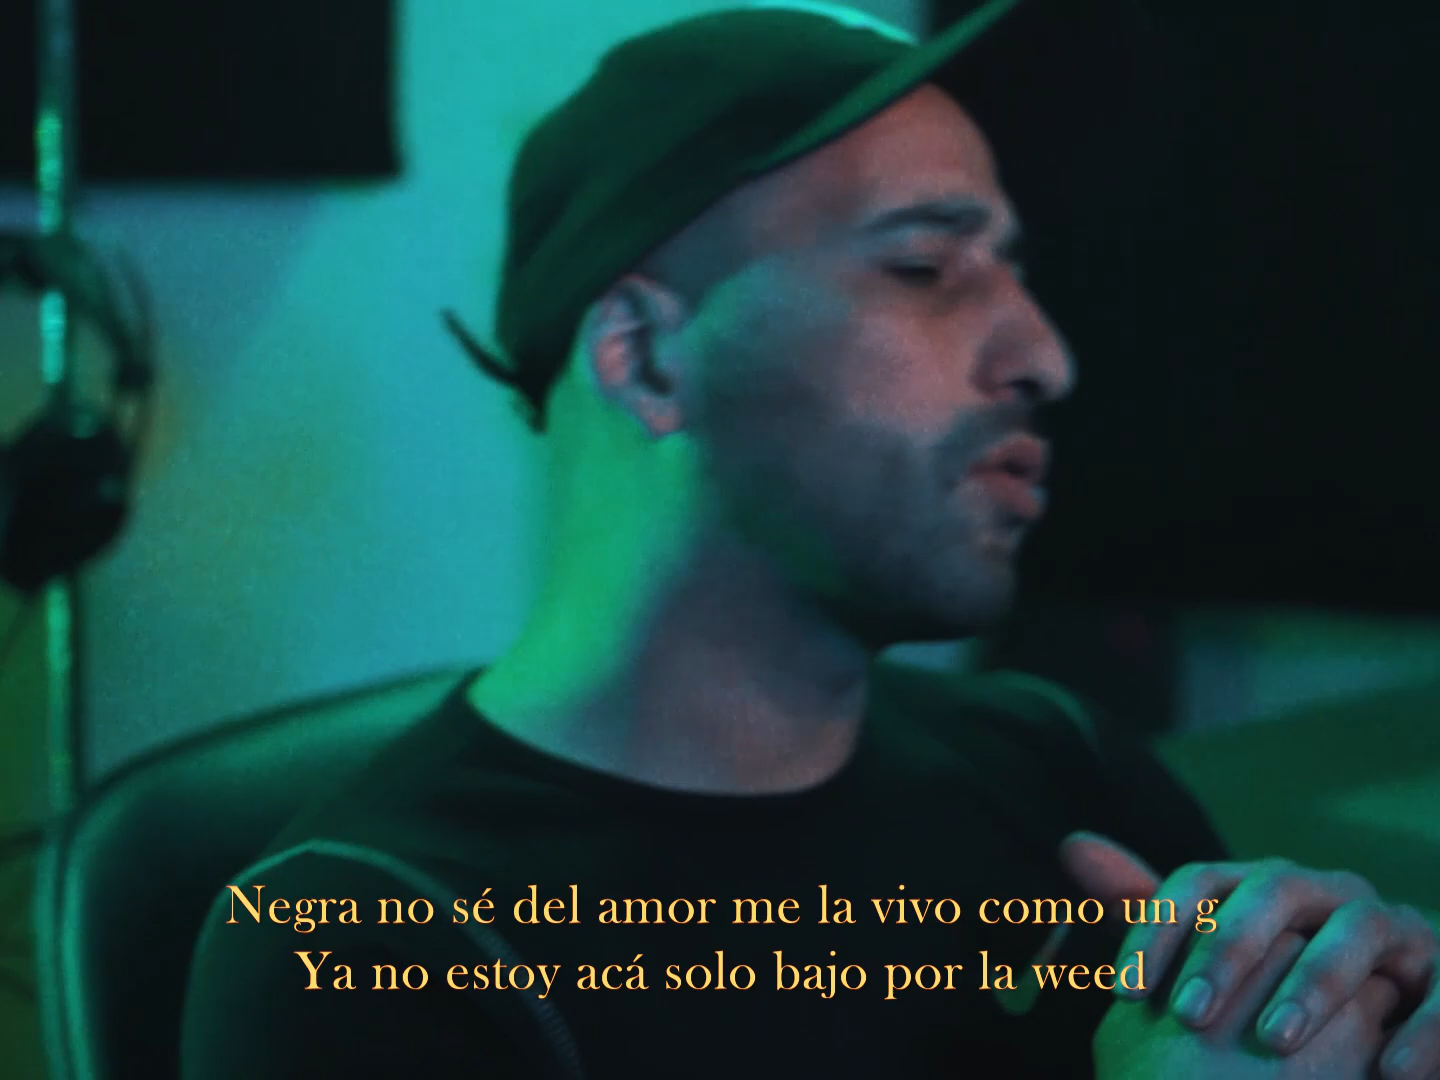 Negra no sé del amor me la vivo como un g
Ya no estoy acá solo bajo por la weed